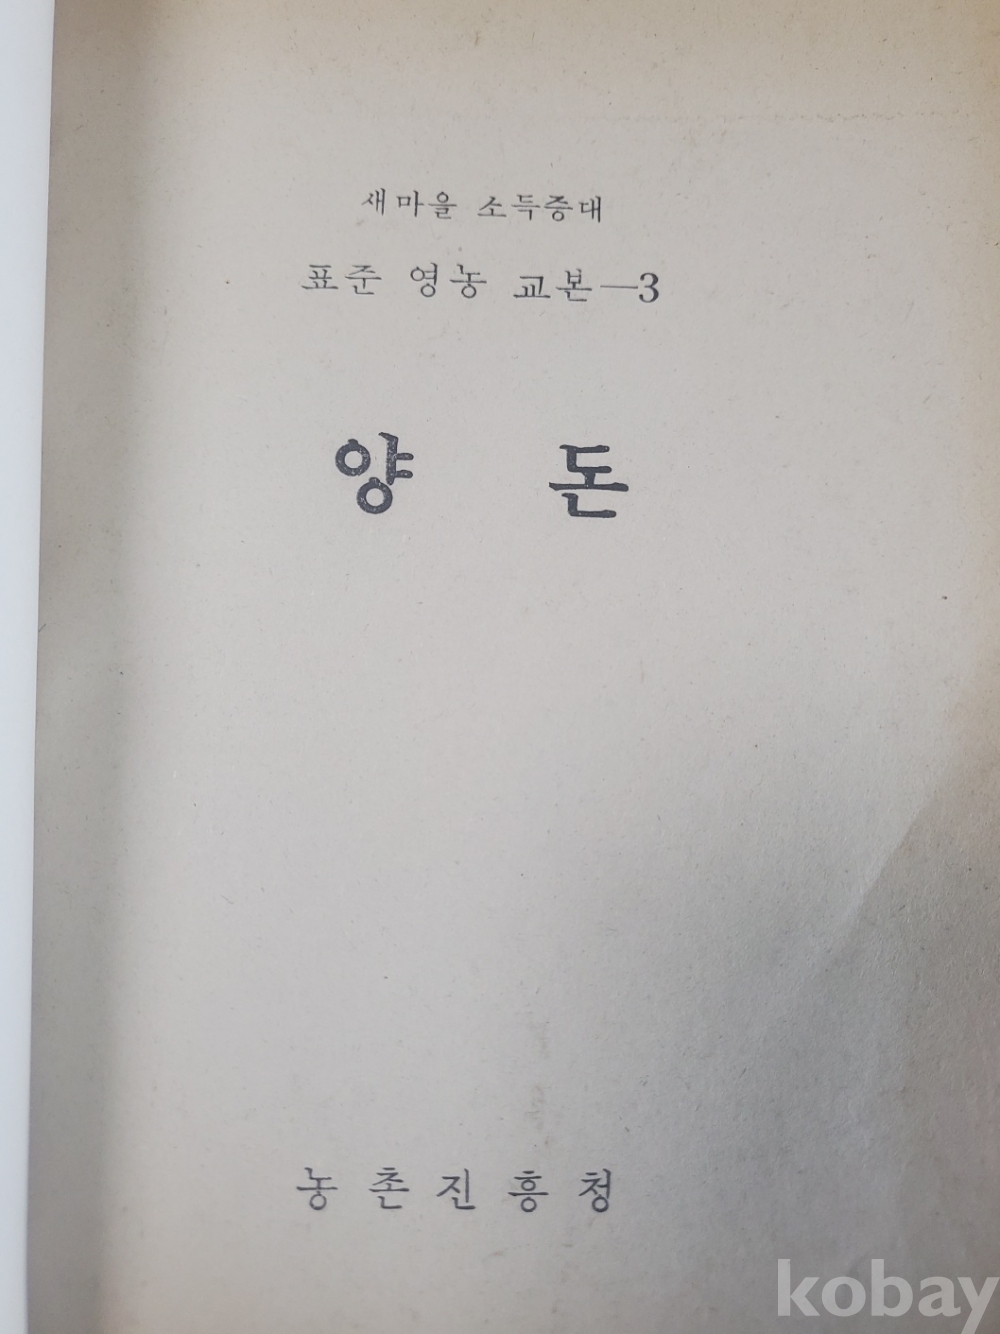 새마을 소득증대
표준 영농 교본—3
양 돈
농촌진흥청
kobay